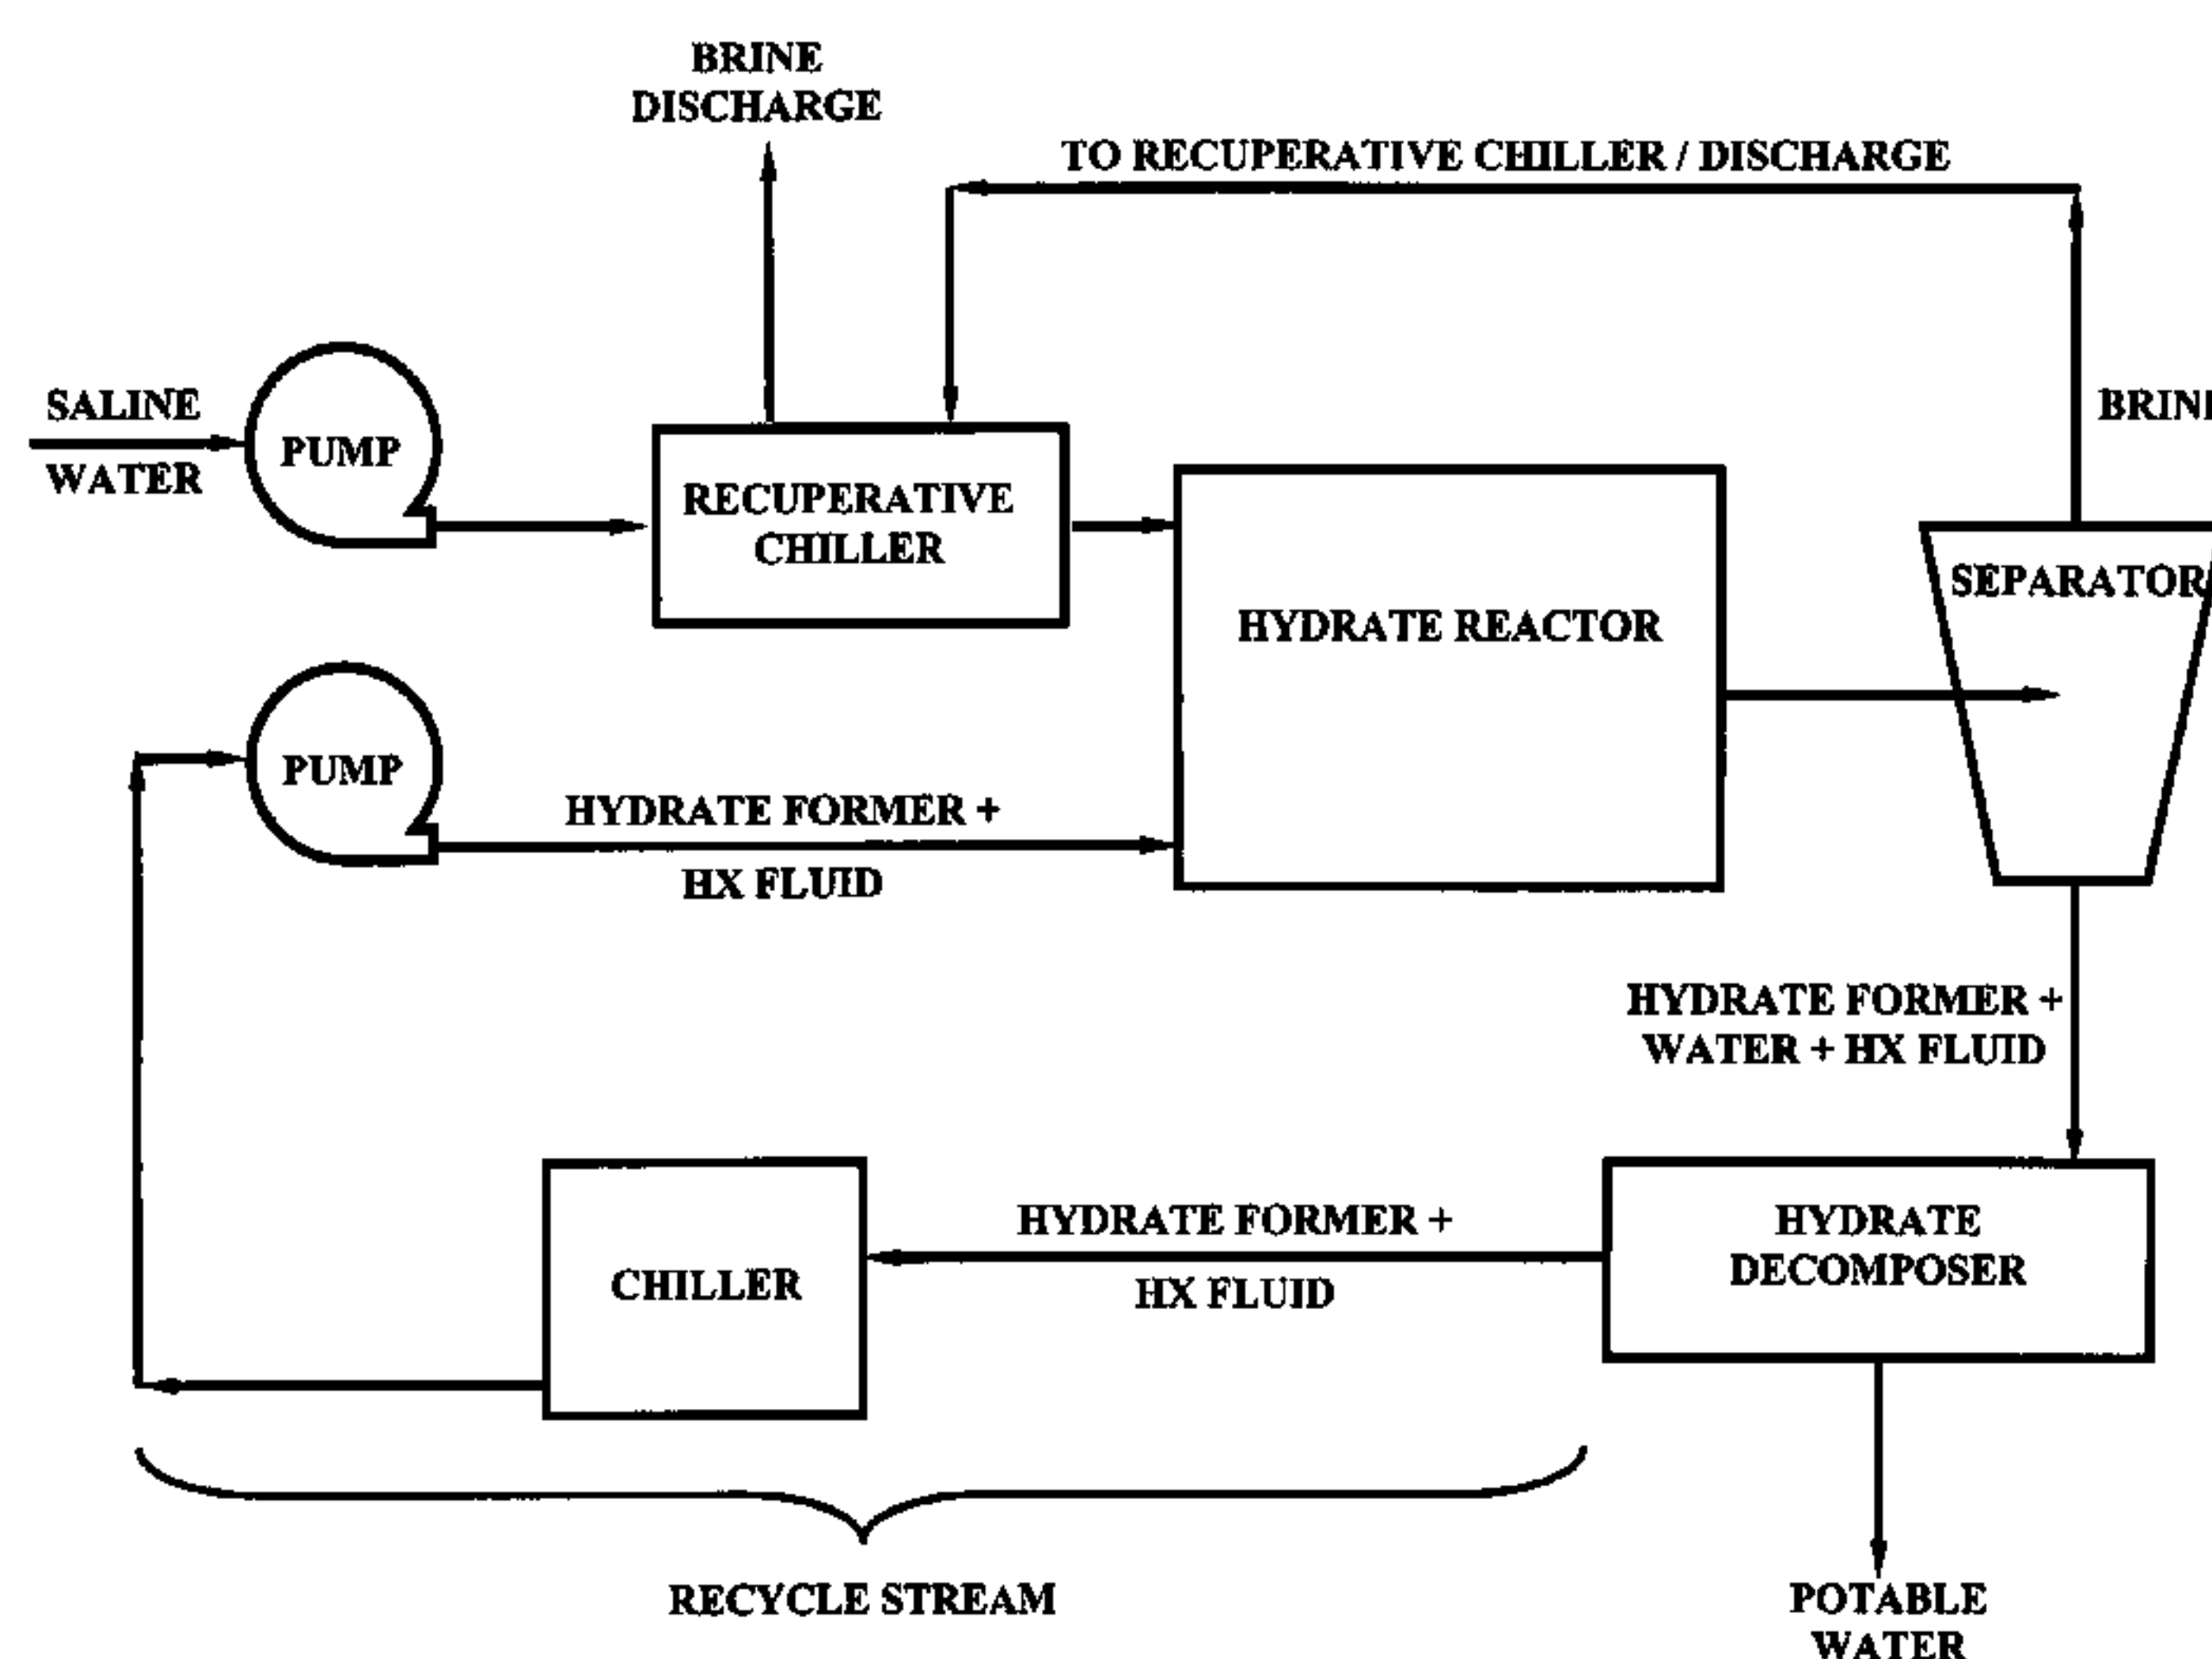 BRINE
DISCHARGE
TO RECUPERATIVE CHILLER / DISCHARGE
SALINE
WATER
PUMP
BRIN
RECUPERATIVE
CHILLER
SEPARATOR
HYDRATE REACTOR
PUMP
HYDRATE FORMER +
HX FLUID
HYDRATE FORMER +
WATER + HX FLUID
HYDRATE FORMER +
HX FLUID
CHILLER
HYDRATE
DECOMPOSER
RECYCLE STREAM
POTABLE
WATER